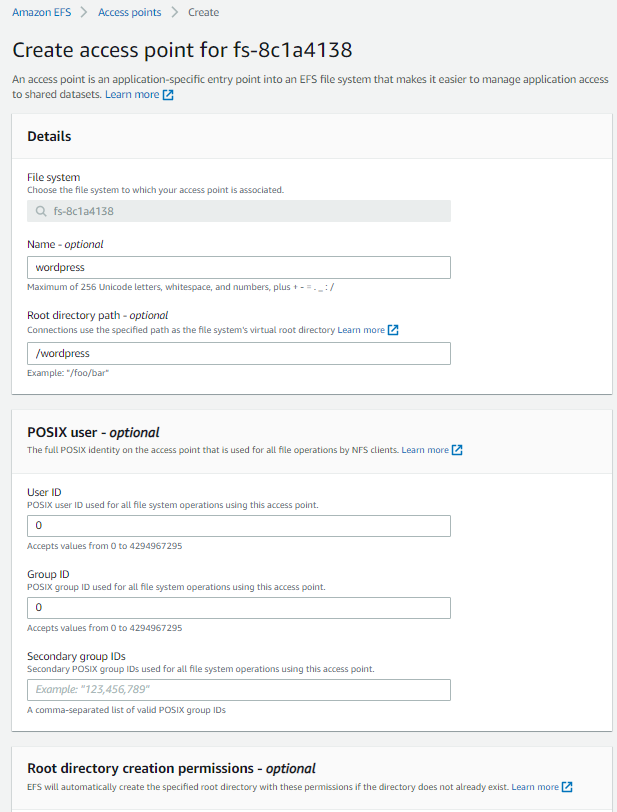 Amazon EFS > Access points > Create
Create access point for fs-8c1a4138
An access point is an application-specific entry point into an EFS file system that makes it easier to manage application access
to shared datasets. Learn more
Details
File system
Choose the file system to which your access point is associated.
fs-8c1a4138
Name - optional
wordpress
Maximum of 256 Unicode letters, whitespace, and numbers, plus + - = . _ : /
Root directory path - optional
Connections use the specified path as the file system's virtual root directory Learn more
/wordpress
Example: "/foo/bar"
POSIX user - optional
The full POSIX identity on the access point that is used for all file operations by NFS clients. Learn more
User ID
POSIX user ID used for all file system operations using this access point.
0
Accepts values from 0 to 4294967295
Group ID
POSIX group ID used for all file system operations using this access point.
0
Accepts values from 0 to 4294967295
Secondary group IDs
Secondary POSIX group IDs used for all file system operations using this access point.
Example: "123,456,789"
A comma-separated list of valid POSIX group IDs
Root directory creation permissions - optional
EFS will automatically create the specified root directory with these permissions if the directory does not already exist. Learn more